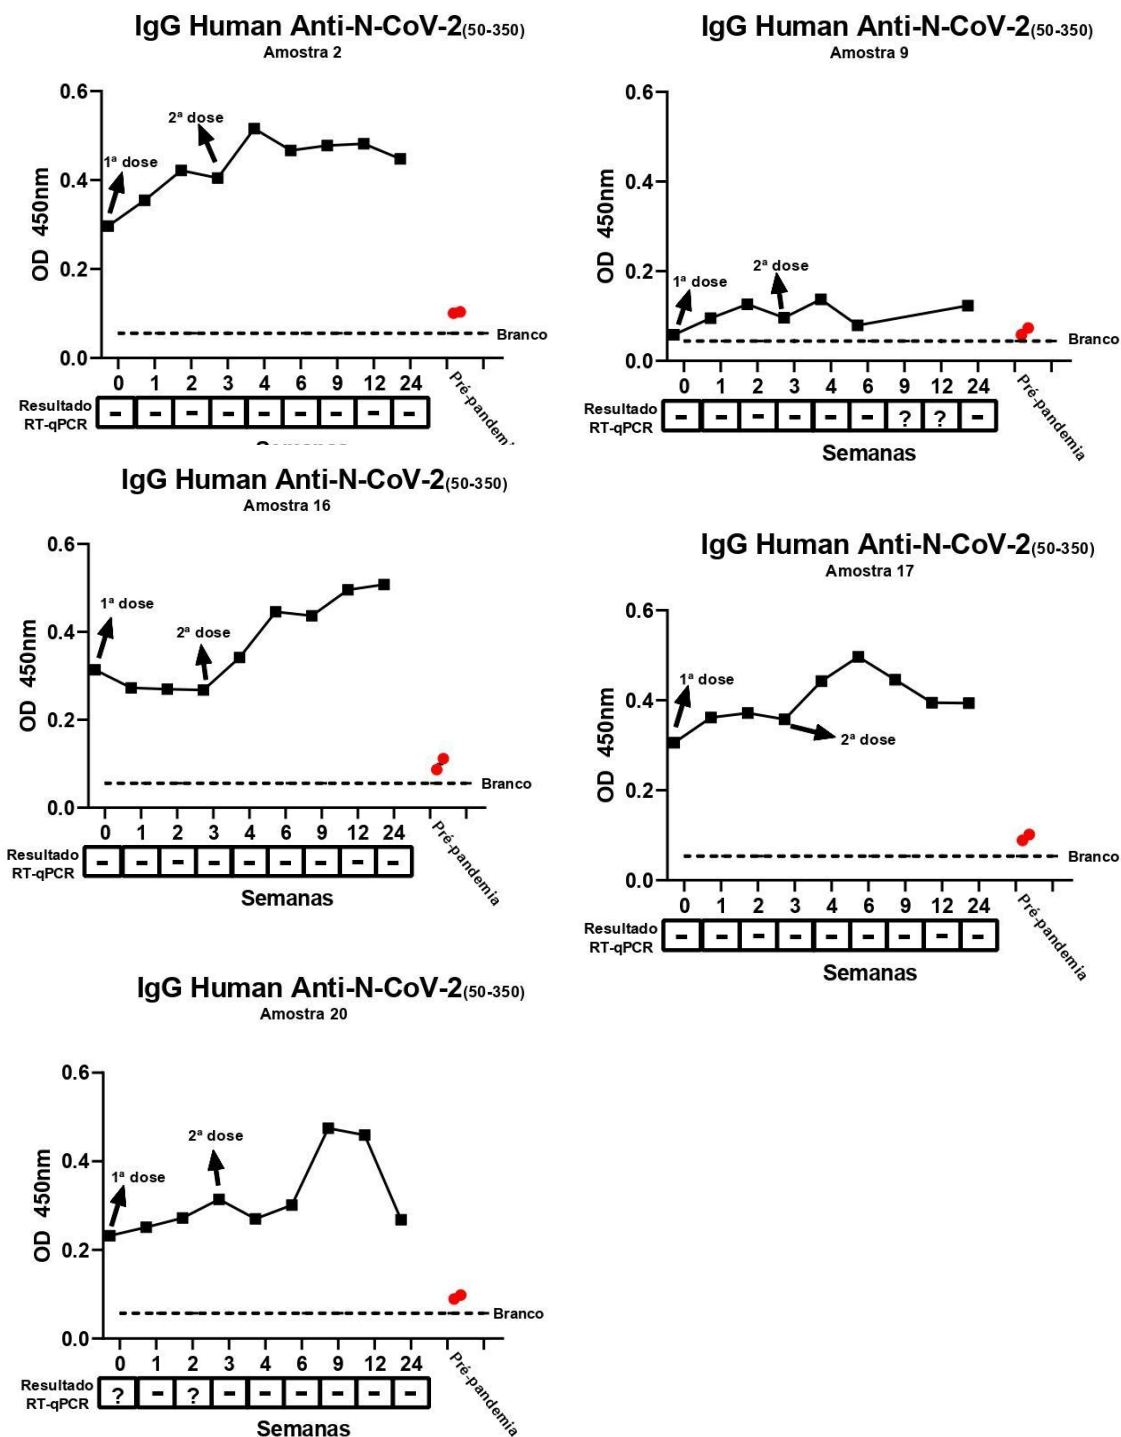 IgG Human Anti-N-CoV-2(50-350)
Amostra 2
0.6
0.4
0.2
0.0
OD 450nm
1ª dose
2ª dose
Branco
0 1 2 3 4 6 9 12 24
Pré-pandemi
Resultado
RT-qPCR
- - - - - - - - -
IgG Human Anti-N-CoV-2(50-350)
Amostra 9
0.6
0.4
0.2
0.0
OD 450nm
1ª dose
2ª dose
Branco
0 1 2 3 4 6 9 12 24
Pré-pandemia
Resultado
RT-qPCR
- - - - - - ? ? -
Semanas
IgG Human Anti-N-CoV-2(50-350)
Amostra 16
0.6
0.4
0.2
0.0
OD 450nm
1ª dose
2ª dose
Branco
0 1 2 3 4 6 9 12 24
Pré-pandemia
Resultado
RT-qPCR
- - - - - - - - -
Semanas
IgG Human Anti-N-CoV-2(50-350)
Amostra 17
0.6
0.4
0.2
0.0
OD 450nm
1ª dose
2ª dose
Branco
0 1 2 3 4 6 9 12 24
Pré-pandemia
Resultado
RT-qPCR
- - - - - - - - -
Semanas
IgG Human Anti-N-CoV-2(50-350)
Amostra 20
0.6
0.4
0.2
0.0
OD 450nm
1ª dose
2ª dose
Branco
0 1 2 3 4 6 9 12 24
Pré-pandemia
Resultado
RT-qPCR
? - ? - - - - - -
Semanas